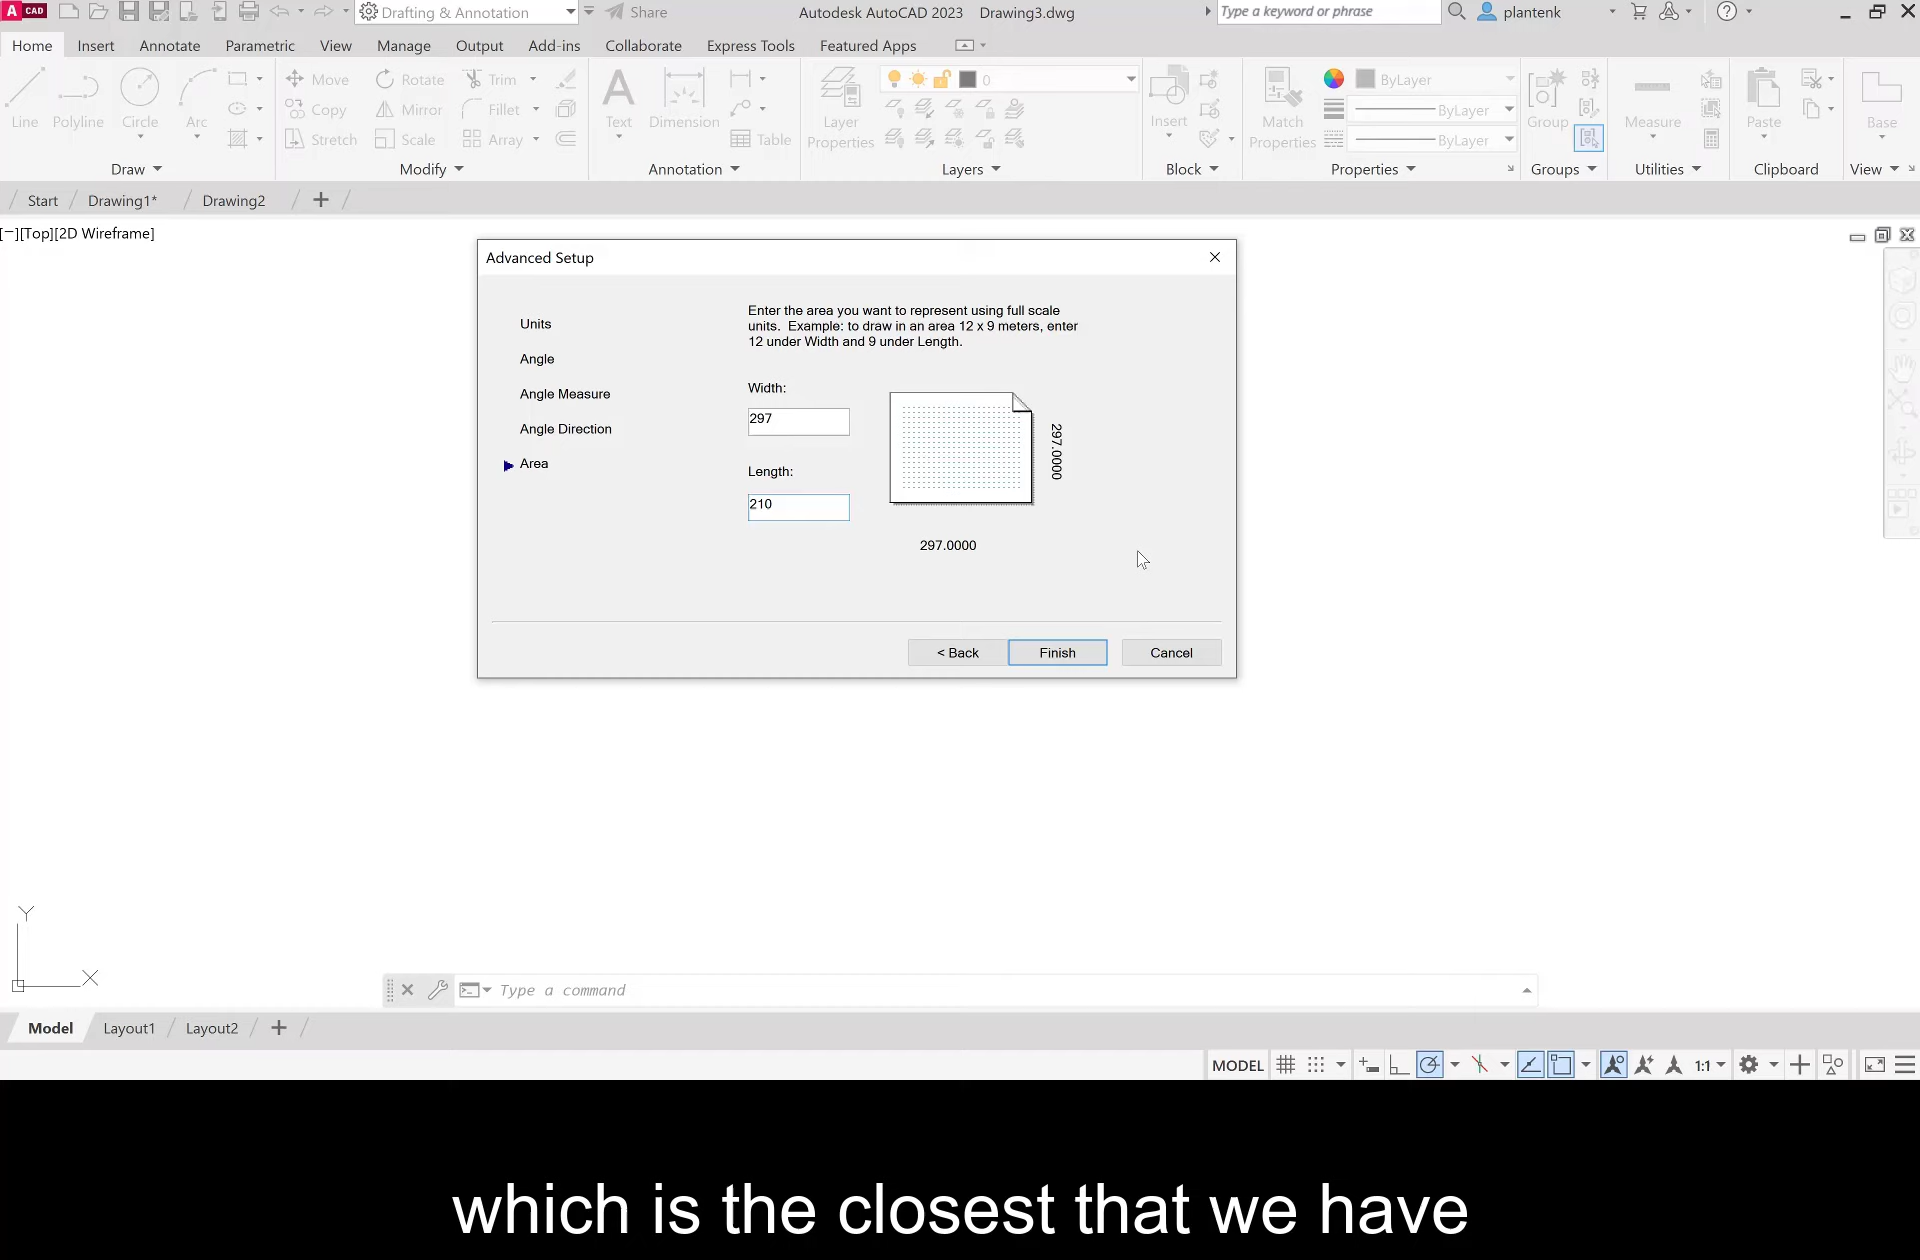 A CAD
Drafting & Annotation
Share
Autodesk AutoCAD 2023 Drawing3.dwg
Type a keyword or phrase
plantenk
Home Insert Annotate Parametric View Manage Output Add-ins Collaborate Express Tools Featured Apps
Line Polyline Circle Arc
Draw
Move Rotate Trim
Copy Mirror Fillet
Stretch Scale Array
Modify
Text Dimension Table
Annotation
Layer Properties
0
Layers
Insert
Block
Match Properties
ByLayer
ByLayer
ByLayer
Properties
Group
Groups
Measure
Utilities
Paste
Clipboard
Base
View
Start Drawing1* Drawing2
[−][Top][2D Wireframe]
Advanced Setup
Units
Angle
Angle Measure
Angle Direction
Area
Enter the area you want to represent using full scale
units. Example: to draw in an area 12 x 9 meters, enter
12 under Width and 9 under Length.
Width:
297
Length:
210
297.0000
297.0000
< Back Finish Cancel
Y
X
Type a command
Model Layout1 Layout2
MODEL 1:1
which is the closest that we have